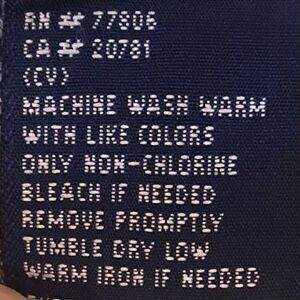 RN # 77806
CA # 20781
(CV)
MACHINE WASH WARM
WITH LIKE COLORS
ONLY NON-CHLORINE
BLEACH IF NEEDED
REMOVE PROMPTLY
TUMBLE DRY LOW
WARM IRON IF NEEDED